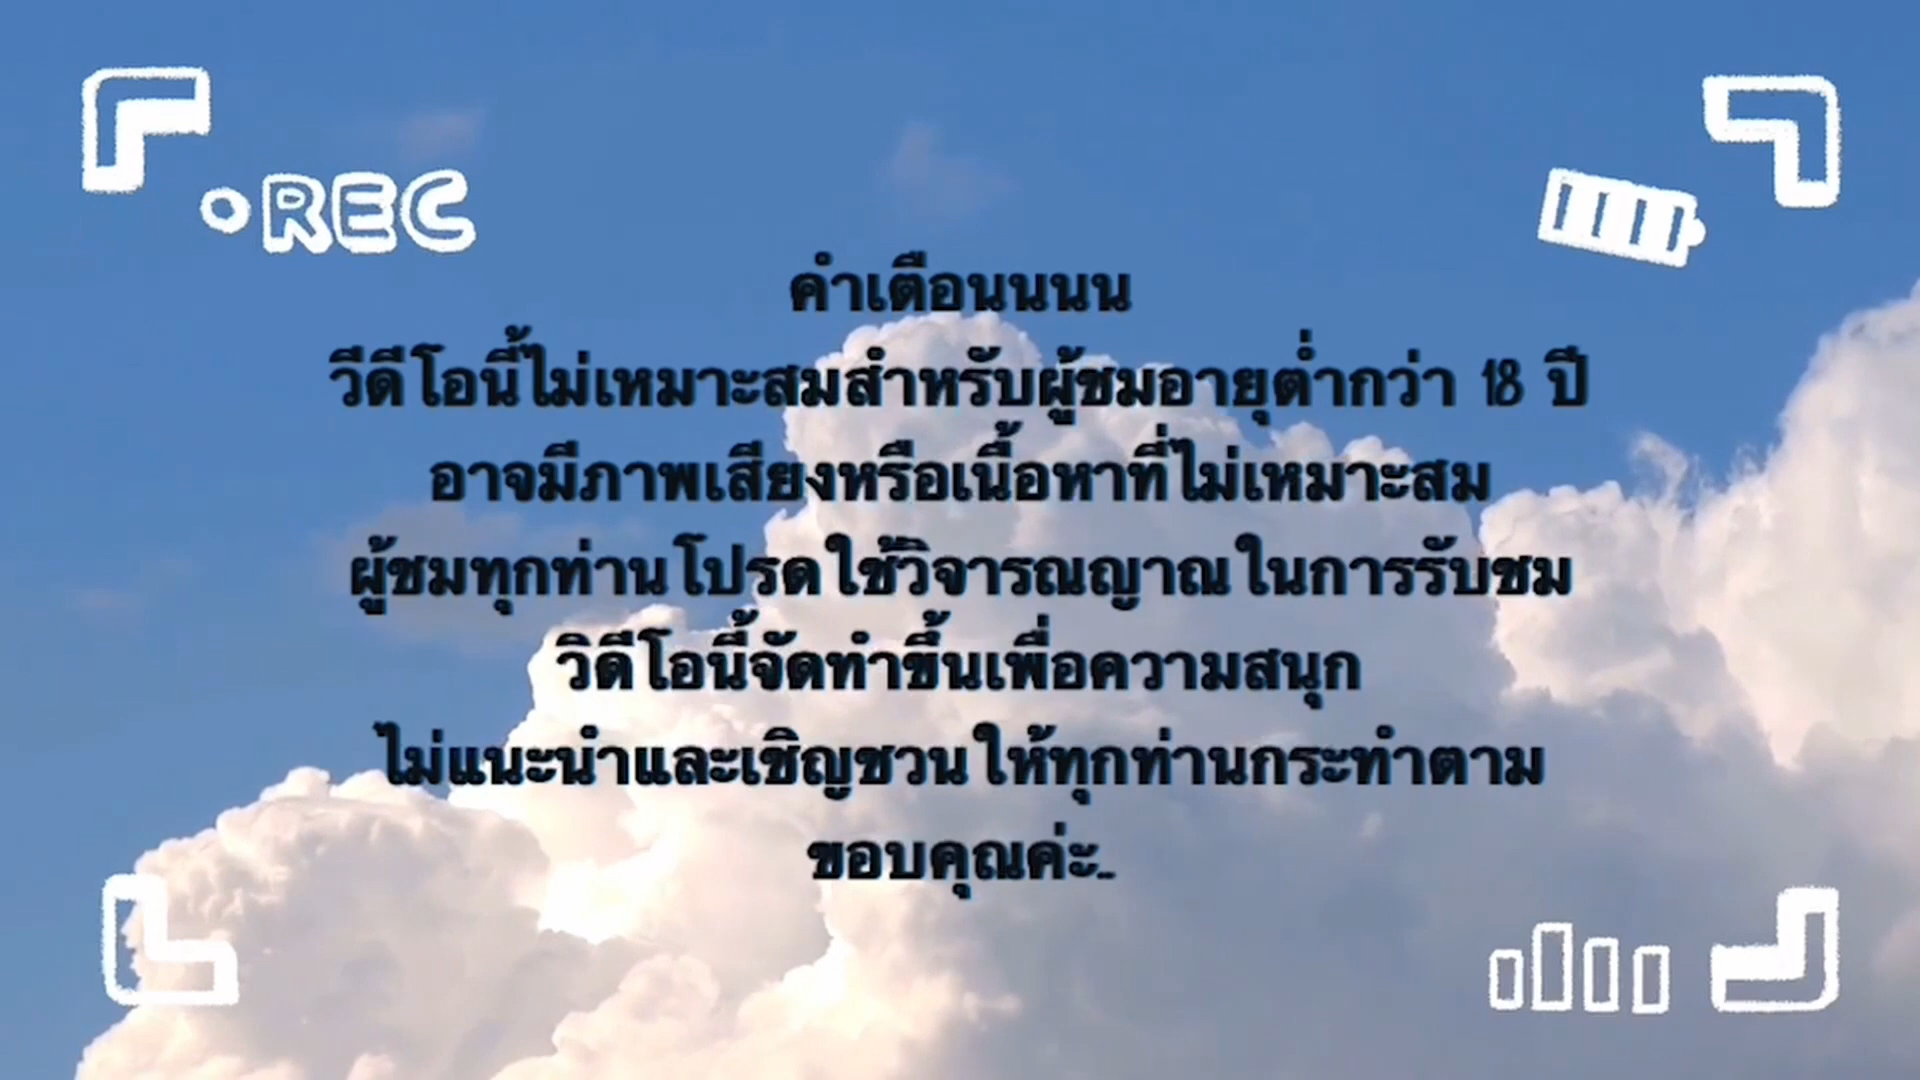 REC
คำเตือนนนน
วีดีโอนี้ไม่เหมาะสมสำหรับผู้ชมอายุต่ำกว่า 18 ปี
อาจมีภาพเสียงหรือเนื้อหาที่ไม่เหมาะสม
ผู้ชมทุกท่านโปรดใช้วิจารณญาณในการรับชม
วิดีโอนี้จัดทำขึ้นเพื่อความสนุก
ไม่แนะนำและเชิญชวนให้ทุกท่านกระทำตาม
ขอบคุณค่ะ..